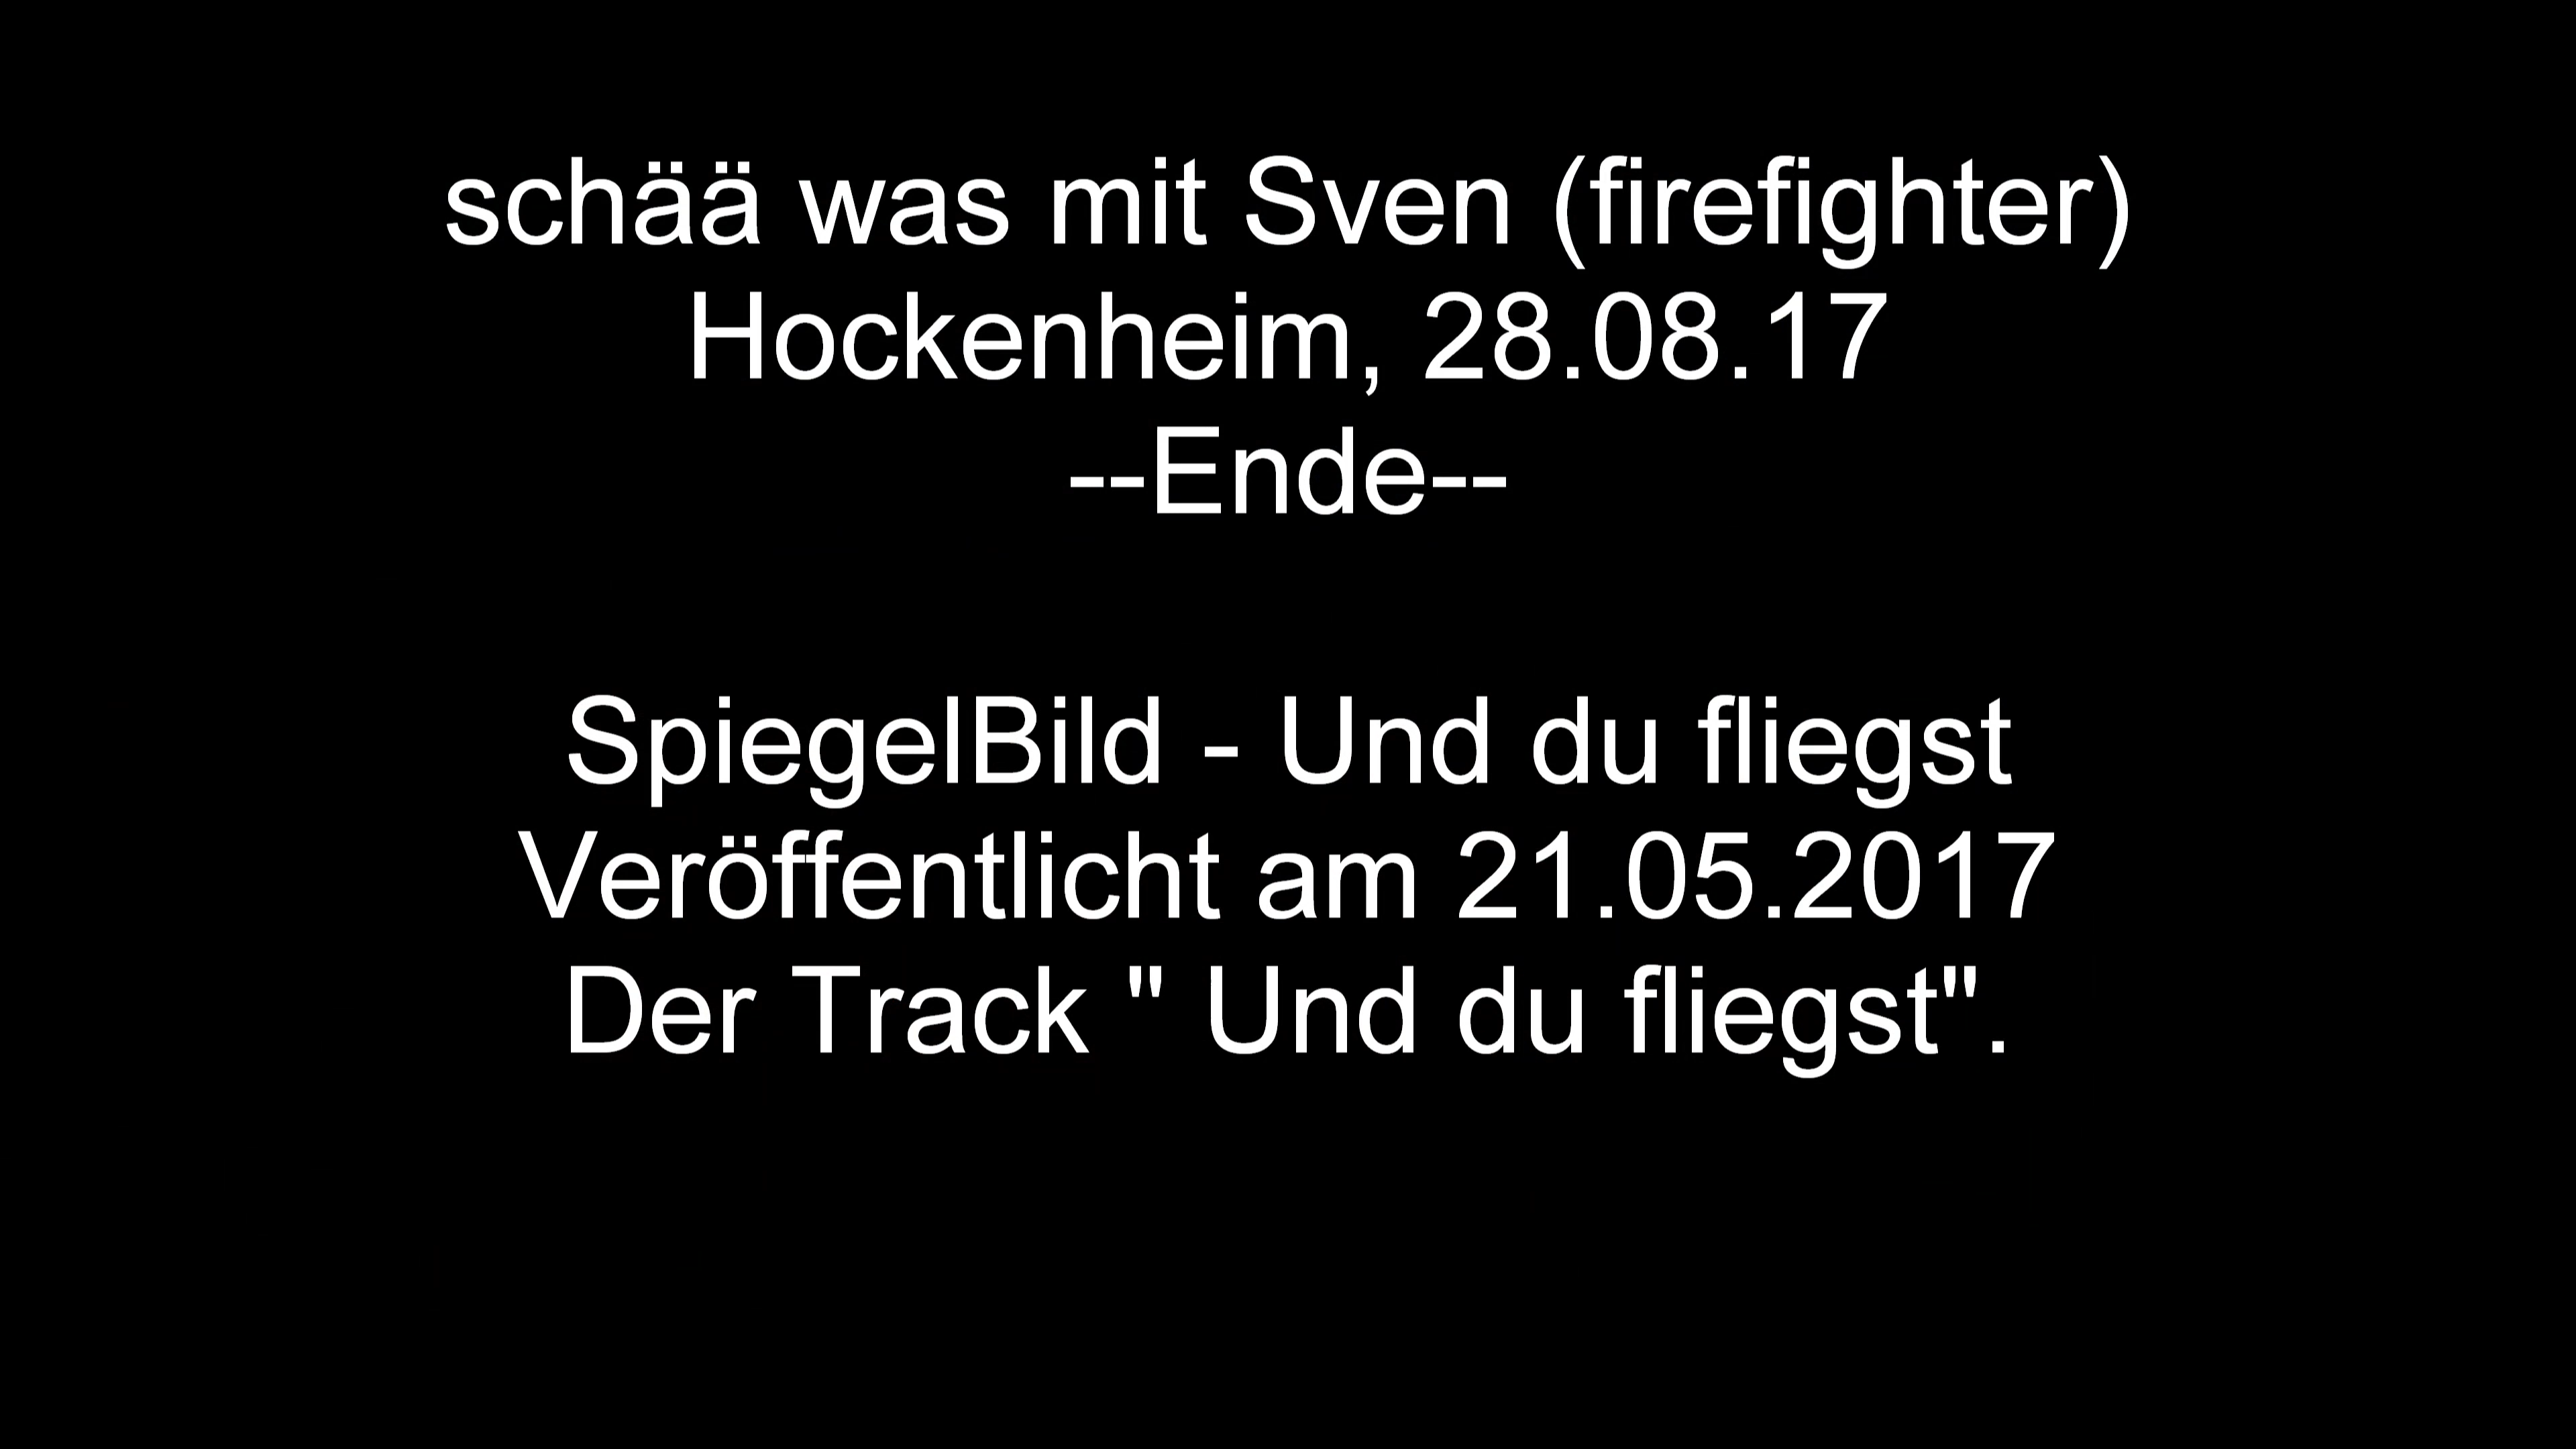 schää was mit Sven (firefighter)
Hockenheim, 28.08.17
--Ende--
SpiegelBild - Und du fliegst
Veröffentlicht am 21.05.2017
Der Track " Und du fliegst".